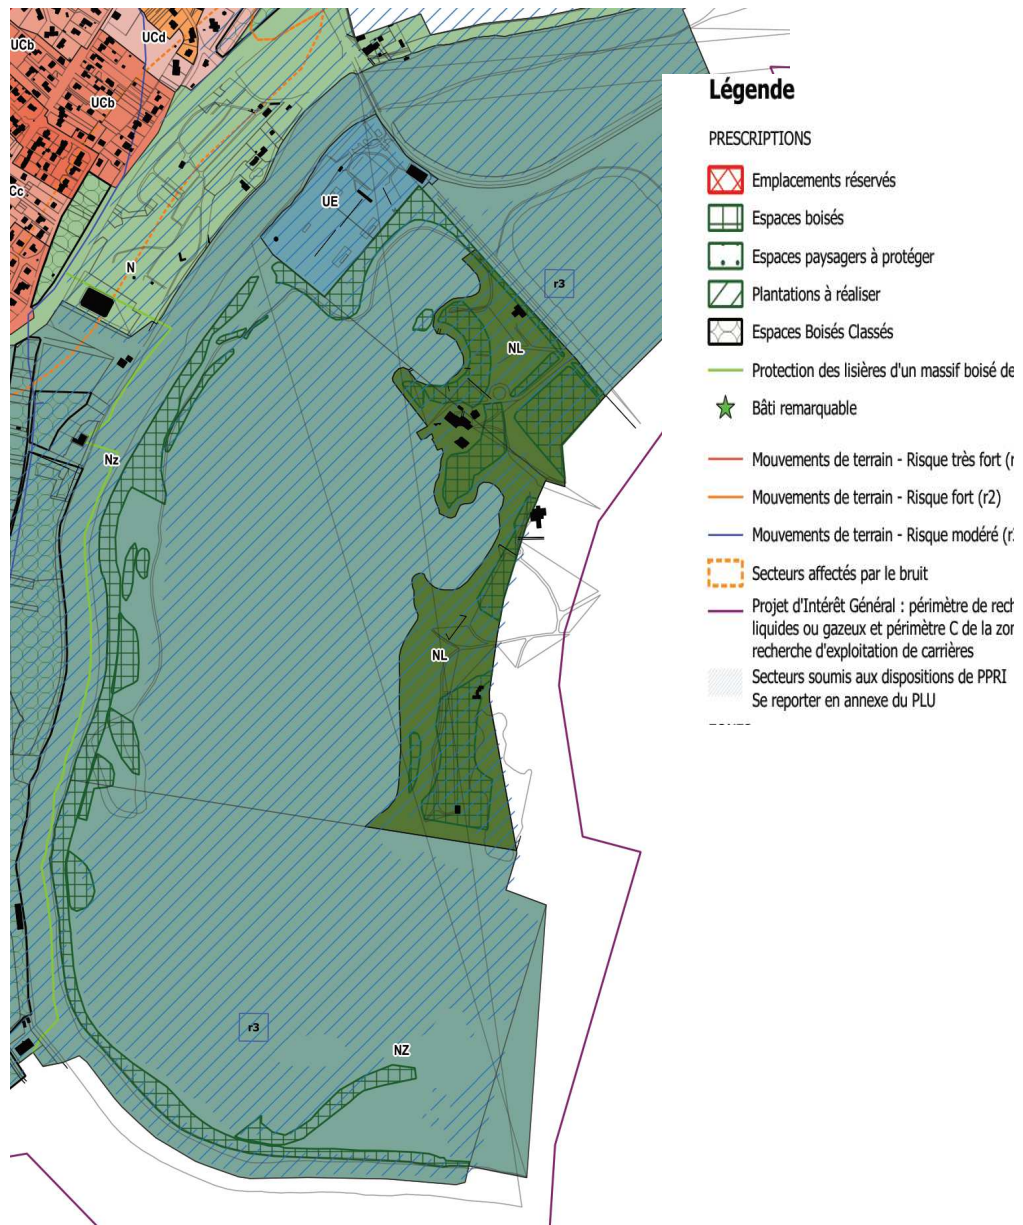 UCb
UCd
UCb
Cc
UE
N
r3
NL
Nz
NL
r3
NZ
Légende
PRESCRIPTIONS
Emplacements réservés
Espaces boisés
Espaces paysagers à protéger
Plantations à réaliser
Espaces Boisés Classés
Protection des lisières d'un massif boisé de
Bâti remarquable
Mouvements de terrain - Risque très fort (r
Mouvements de terrain - Risque fort (r2)
Mouvements de terrain - Risque modéré (r
Secteurs affectés par le bruit
Projet d'Intérêt Général : périmètre de rech
liquides ou gazeux et périmètre C de la zon
recherche d'exploitation de carrières
Secteurs soumis aux dispositions de PPRI
Se reporter en annexe du PLU